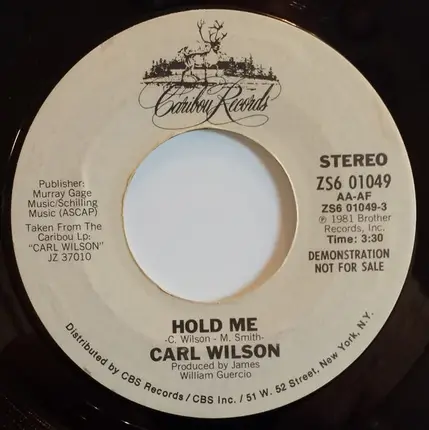 Caribou Records
Publisher:
Murray Gage
Music/Schilling
Music (ASCAP)
Taken From The
Caribou Lp:
"CARL WILSON"
JZ 37010
STEREO
ZS6 01049
AA-AF
ZS6 01049-3
℗ 1981 Brother
Records, Inc.
Time: 3:30
DEMONSTRATION
NOT FOR SALE
HOLD ME
-C. Wilson - M. Smith-
CARL WILSON
Produced by James
William Guercio
Distributed by CBS Records / CBS Inc. / 51 W. 52 Street, New York, N.Y.